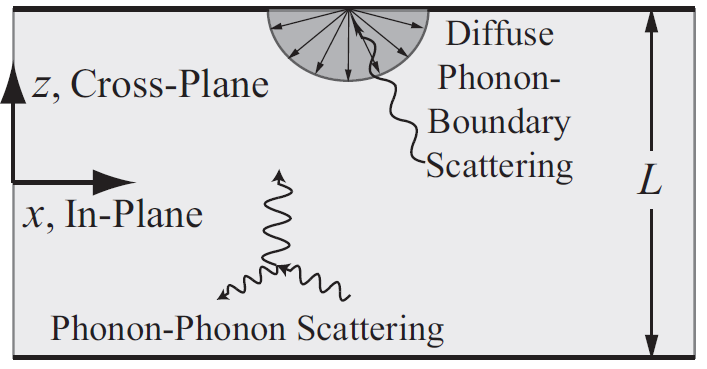 Diffuse
Phonon-
Boundary
Scattering
z, Cross-Plane
L
x, In-Plane
Phonon-Phonon Scattering